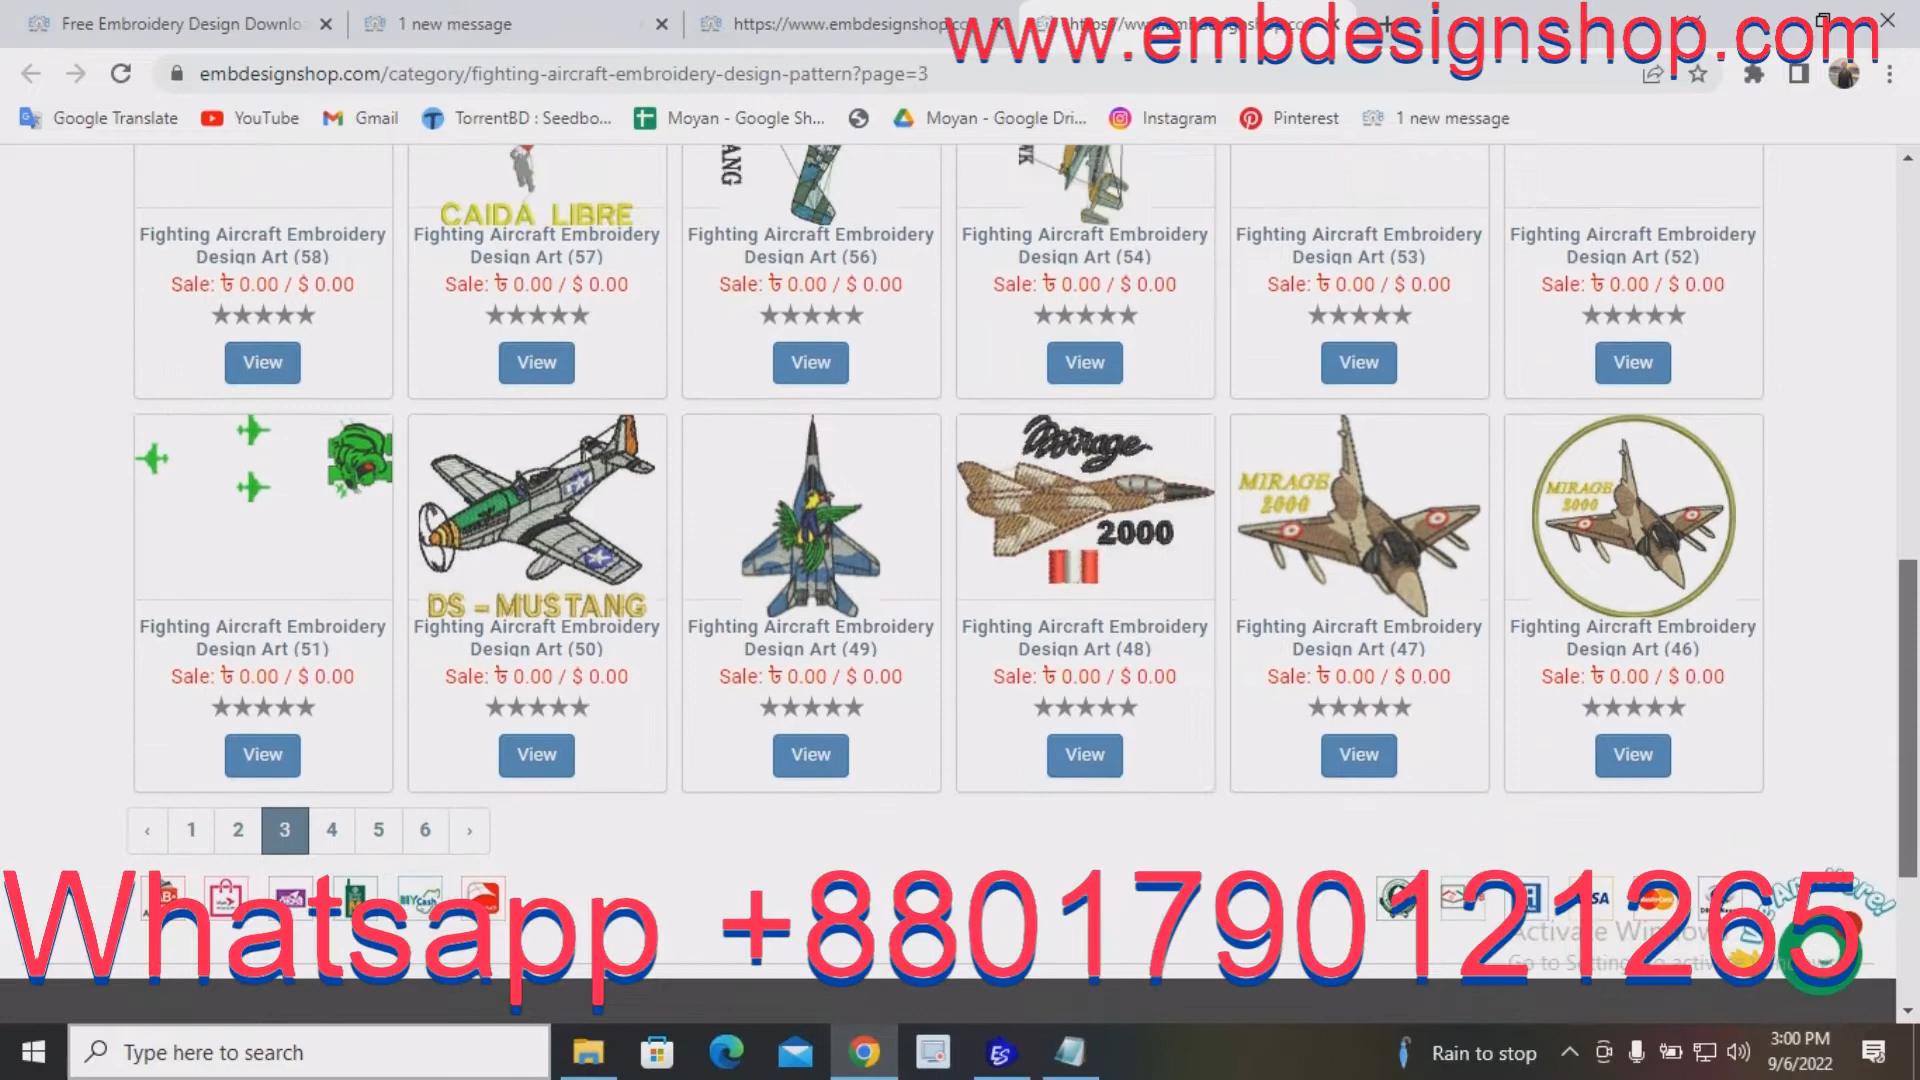 Free Embroidery Design Downlo
1 new message
https://www.embdesignshop.co
www.embdesignshop.com
embdesignshop.com/category/fighting-aircraft-embroidery-design-pattern?page=3
Google Translate
YouTube
Gmail
TorrentBD : Seedbo...
Moyan - Google Sh...
Moyan - Google Dri...
Instagram
Pinterest
1 new message
CAIDA LIBRE
ANG
WK
Fighting Aircraft Embroidery
Design Art (58)
Sale: ৳ 0.00 / $ 0.00
View
Fighting Aircraft Embroidery
Design Art (57)
Sale: ৳ 0.00 / $ 0.00
View
Fighting Aircraft Embroidery
Design Art (56)
Sale: ৳ 0.00 / $ 0.00
View
Fighting Aircraft Embroidery
Design Art (54)
Sale: ৳ 0.00 / $ 0.00
View
Fighting Aircraft Embroidery
Design Art (53)
Sale: ৳ 0.00 / $ 0.00
View
Fighting Aircraft Embroidery
Design Art (52)
Sale: ৳ 0.00 / $ 0.00
View
Fighting Aircraft Embroidery
Design Art (51)
Sale: ৳ 0.00 / $ 0.00
View
DS - MUSTANG
Fighting Aircraft Embroidery
Design Art (50)
Sale: ৳ 0.00 / $ 0.00
View
Fighting Aircraft Embroidery
Design Art (49)
Sale: ৳ 0.00 / $ 0.00
View
Mirage
2000
Fighting Aircraft Embroidery
Design Art (48)
Sale: ৳ 0.00 / $ 0.00
View
MIRAGE
2000
Fighting Aircraft Embroidery
Design Art (47)
Sale: ৳ 0.00 / $ 0.00
View
MIRAGE
2000
Fighting Aircraft Embroidery
Design Art (46)
Sale: ৳ 0.00 / $ 0.00
View
‹ 1 2 3 4 5 6 ›
Whatsapp +8801790121265
Type here to search
Rain to stop
3:00 PM
9/6/2022